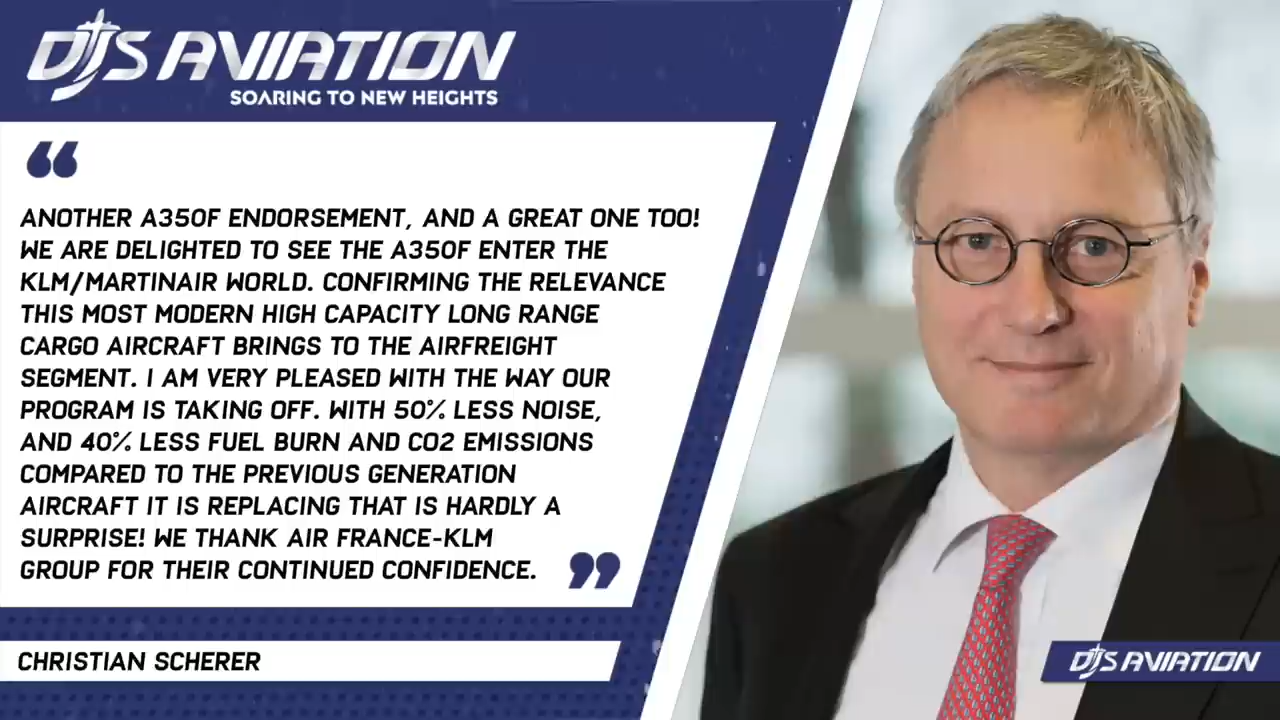 DJS AVIATION
SOARING TO NEW HEIGHTS
“
ANOTHER A350F ENDORSEMENT, AND A GREAT ONE TOO!
WE ARE DELIGHTED TO SEE THE A350F ENTER THE
KLM/MARTINAIR WORLD. CONFIRMING THE RELEVANCE
THIS MOST MODERN HIGH CAPACITY LONG RANGE
CARGO AIRCRAFT BRINGS TO THE AIRFREIGHT
SEGMENT. I AM VERY PLEASED WITH THE WAY OUR
PROGRAM IS TAKING OFF. WITH 50% LESS NOISE,
AND 40% LESS FUEL BURN AND CO2 EMISSIONS
COMPARED TO THE PREVIOUS GENERATION
AIRCRAFT IT IS REPLACING THAT IS HARDLY A
SURPRISE! WE THANK AIR FRANCE-KLM
GROUP FOR THEIR CONTINUED CONFIDENCE. ”
CHRISTIAN SCHERER
DJS AVIATION